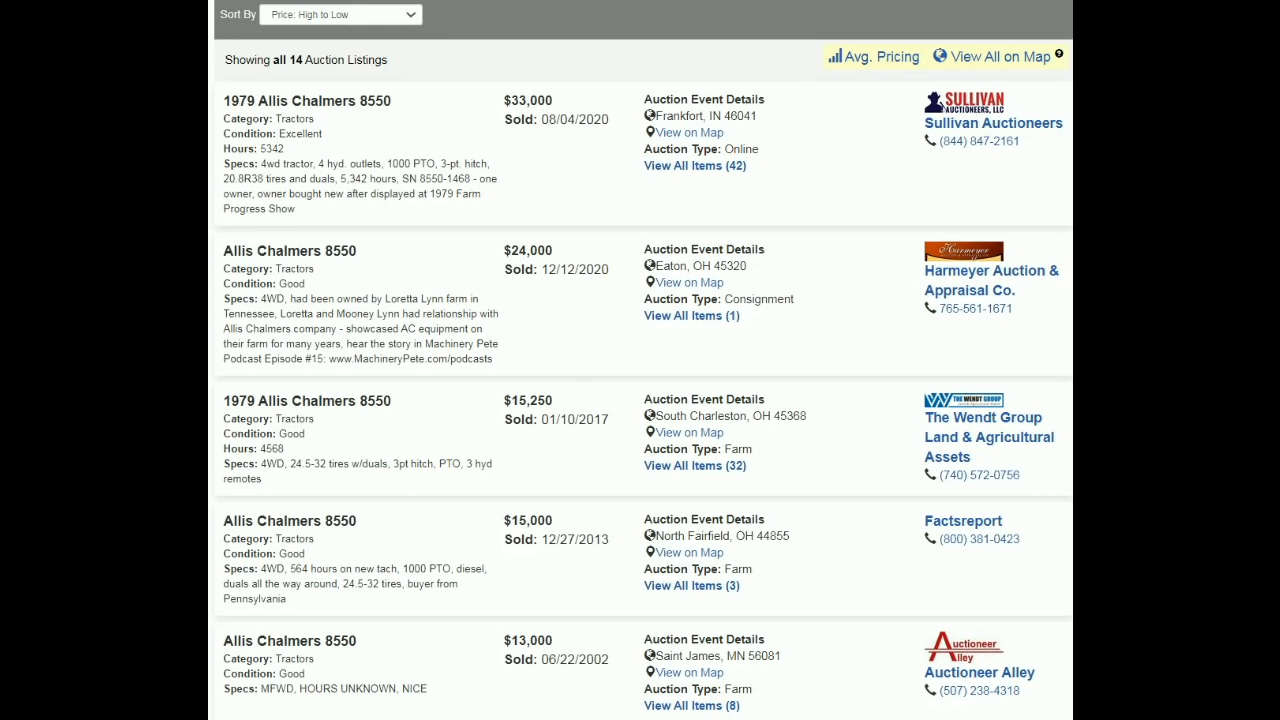 Sort By Price: High to Low
Showing all 14 Auction Listings
Avg. Pricing View All on Map
1979 Allis Chalmers 8550
Category: Tractors
Condition: Excellent
Hours: 5342
Specs: 4wd tractor, 4 hyd. outlets, 1000 PTO, 3-pt. hitch,
20.8R38 tires and duals, 5,342 hours, SN 8550-1468 - one
owner, owner bought new after displayed at 1979 Farm
Progress Show
$33,000
Sold: 08/04/2020
Auction Event Details
Frankfort, IN 46041
View on Map
Auction Type: Online
View All Items (42)
SULLIVAN
AUCTIONEERS, LLC
Sullivan Auctioneers
(844) 847-2161
Allis Chalmers 8550
Category: Tractors
Condition: Good
Specs: 4WD, had been owned by Loretta Lynn farm in
Tennessee, Loretta and Mooney Lynn had relationship with
Allis Chalmers company - showcased AC equipment on
their farm for many years, hear the story in Machinery Pete
Podcast Episode #15: www.MachineryPete.com/podcasts
$24,000
Sold: 12/12/2020
Auction Event Details
Eaton, OH 45320
View on Map
Auction Type: Consignment
View All Items (1)
Harmeyer
Harmeyer Auction &
Appraisal Co.
765-561-1671
1979 Allis Chalmers 8550
Category: Tractors
Condition: Good
Hours: 4568
Specs: 4WD, 24.5-32 tires w/duals, 3pt hitch, PTO, 3 hyd
remotes
$15,250
Sold: 01/10/2017
Auction Event Details
South Charleston, OH 45368
View on Map
Auction Type: Farm
View All Items (32)
THE WENDT GROUP
The Wendt Group
Land & Agricultural
Assets
(740) 572-0756
Allis Chalmers 8550
Category: Tractors
Condition: Good
Specs: 4WD, 564 hours on new tach, 1000 PTO, diesel,
duals all the way around, 24.5-32 tires, buyer from
Pennsylvania
$15,000
Sold: 12/27/2013
Auction Event Details
North Fairfield, OH 44855
View on Map
Auction Type: Farm
View All Items (3)
Factsreport
(800) 381-0423
Allis Chalmers 8550
Category: Tractors
Condition: Good
Specs: MFWD, HOURS UNKNOWN, NICE
$13,000
Sold: 06/22/2002
Auction Event Details
Saint James, MN 56081
View on Map
Auction Type: Farm
View All Items (8)
Auctioneer
Alley
Auctioneer Alley
(507) 238-4318